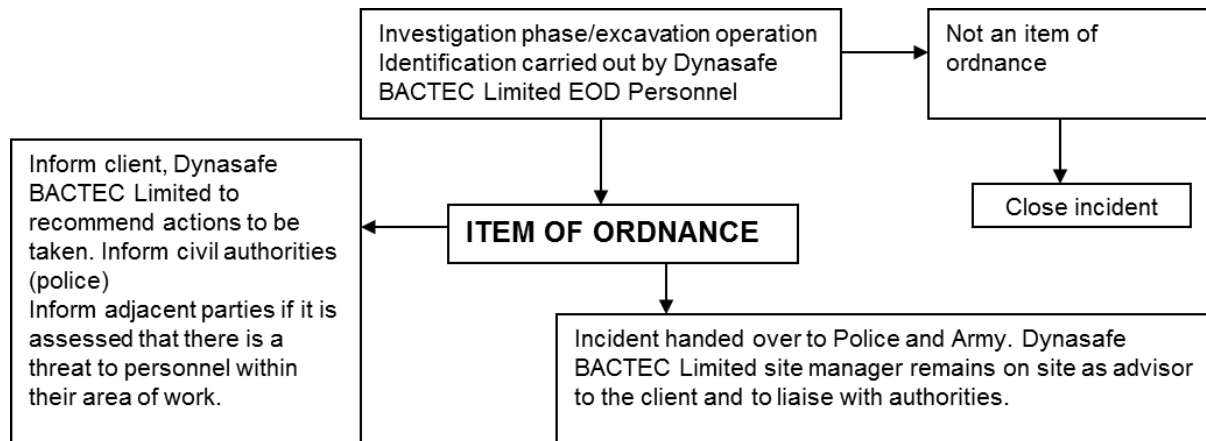 Investigation phase/excavation operation
Identification carried out by Dynasafe
BACTEC Limited EOD Personnel
Not an item of
ordnance
Close incident
ITEM OF ORDNANCE
Inform client, Dynasafe
BACTEC Limited to
recommend actions to be
taken. Inform civil authorities
(police)
Inform adjacent parties if it is
assessed that there is a
threat to personnel within
their area of work.
Incident handed over to Police and Army. Dynasafe
BACTEC Limited site manager remains on site as advisor
to the client and to liaise with authorities.